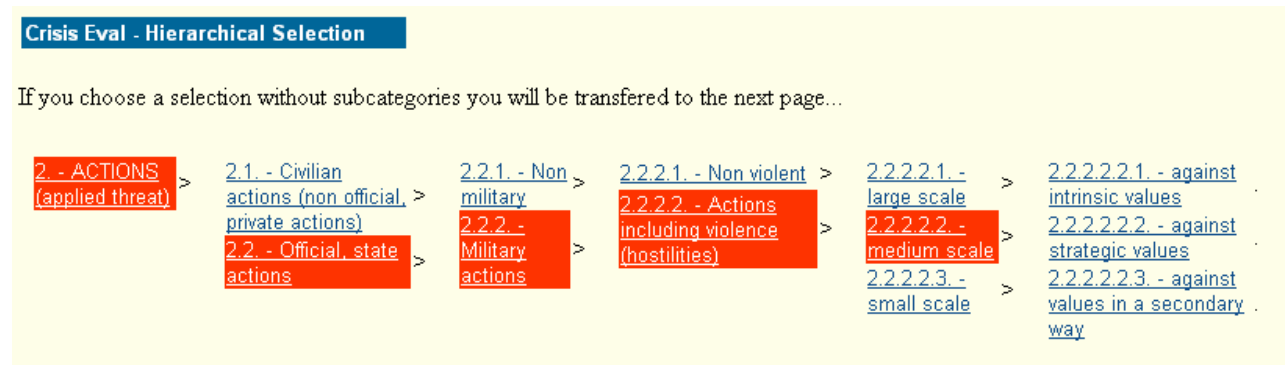 Crisis Eval - Hierarchical Selection
If you choose a selection without subcategories you will be transfered to the next page...
2. - ACTIONS
(applied threat)
>
2.1. - Civilian
actions (non official,
private actions)
>
2.2. - Official, state
actions
>
2.2.1. - Non
military
>
2.2.2. -
Military
actions
>
2.2.2.1. - Non violent
>
2.2.2.2. - Actions
including violence
(hostilities)
>
2.2.2.2.1. -
large scale
>
2.2.2.2.2. -
medium scale
>
2.2.2.2.3. -
small scale
>
2.2.2.2.2.1. - against
intrinsic values
.
2.2.2.2.2.2. - against
strategic values
.
2.2.2.2.2.3. - against
values in a secondary
way
.